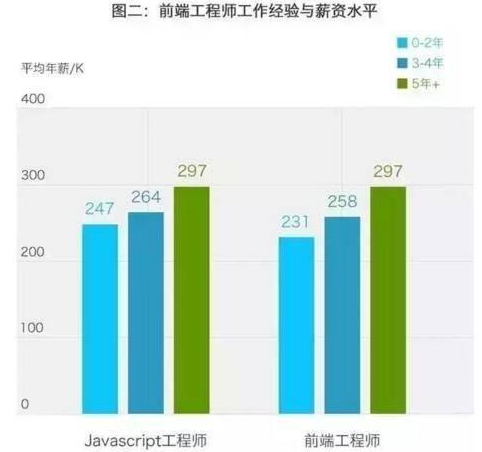 图二：前端工程师工作经验与薪资水平
0-2年
平均年薪/K
3-4年
5年+
400
300
200
100
0
247
264
297
231
258
297
Javascript工程师
前端工程师